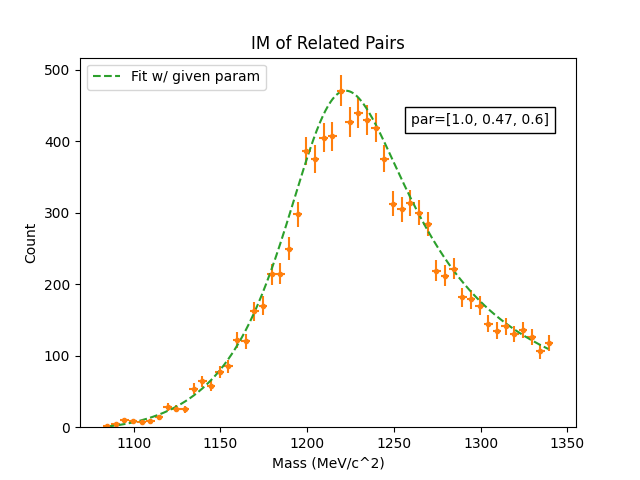 IM of Related Pairs
500
400
300
200
100
0
Count
Fit w/ given param
par=[1.0, 0.47, 0.6]
1100 1150 1200 1250 1300 1350
Mass (MeV/c^2)